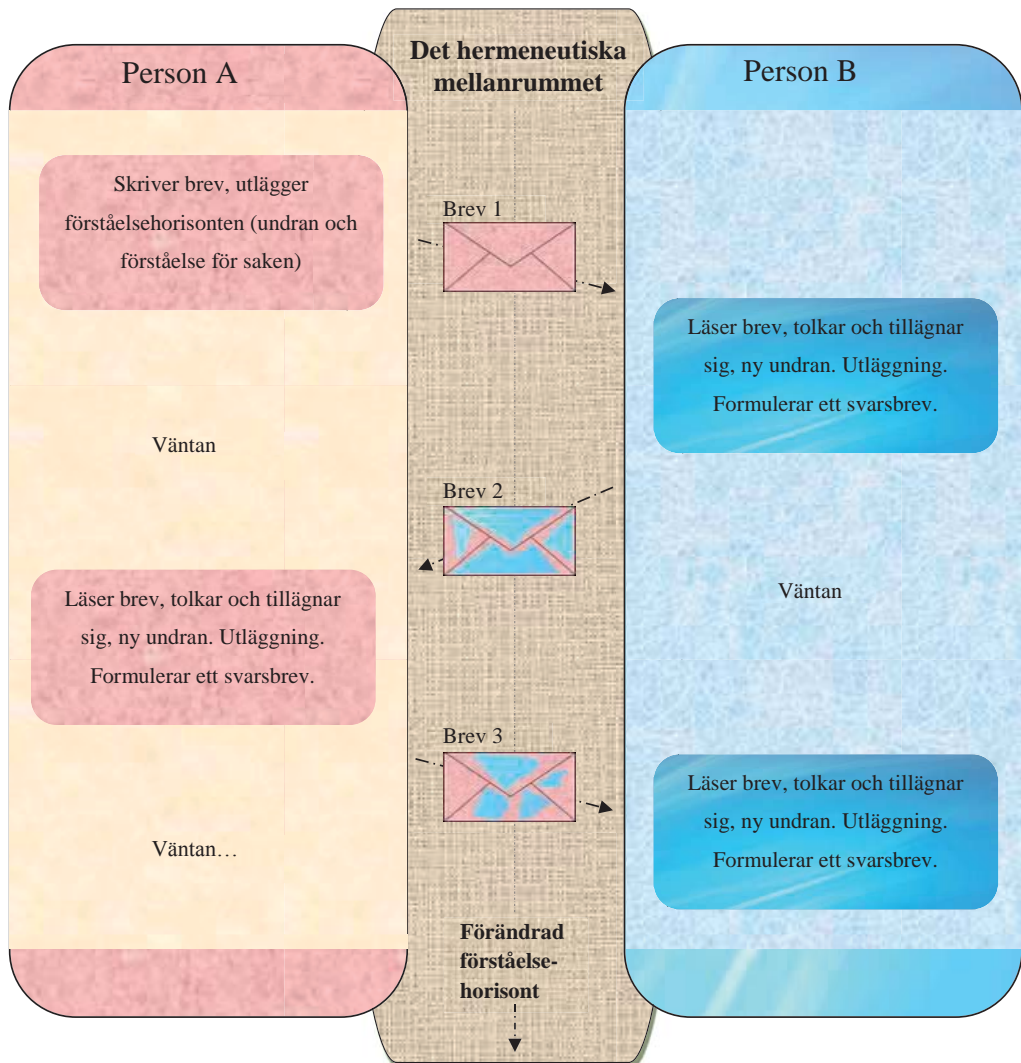 Det hermeneutiska
mellanrummet
Person A
Person B
Skriver brev, utlägger
förståelsehorisonten (undran och
förståelse för saken)
Brev 1
Läser brev, tolkar och tillägnar
sig, ny undran. Utläggning.
Formulerar ett svarsbrev.
Väntan
Brev 2
Läser brev, tolkar och tillägnar
sig, ny undran. Utläggning.
Formulerar ett svarsbrev.
Väntan
Brev 3
Läser brev, tolkar och tillägnar
sig, ny undran. Utläggning.
Formulerar ett svarsbrev.
Väntan…
Förändrad
förståelse-
horisont